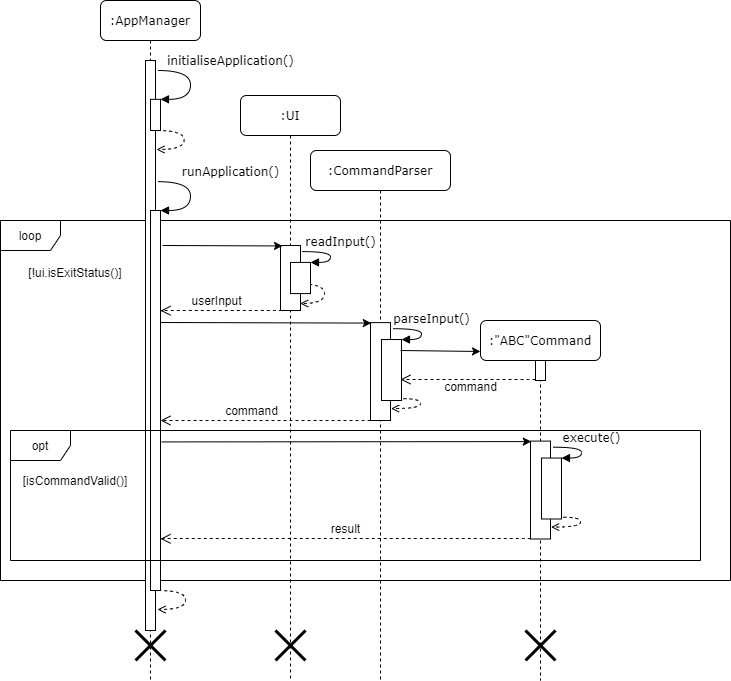 :AppManager
initialiseApplication()
:UI
:CommandParser
runApplication()
loop
readInput()
[!ui.isExitStatus()]
userInput
parseInput()
:"ABC"Command
command
command
opt
execute()
[isCommandValid()]
result